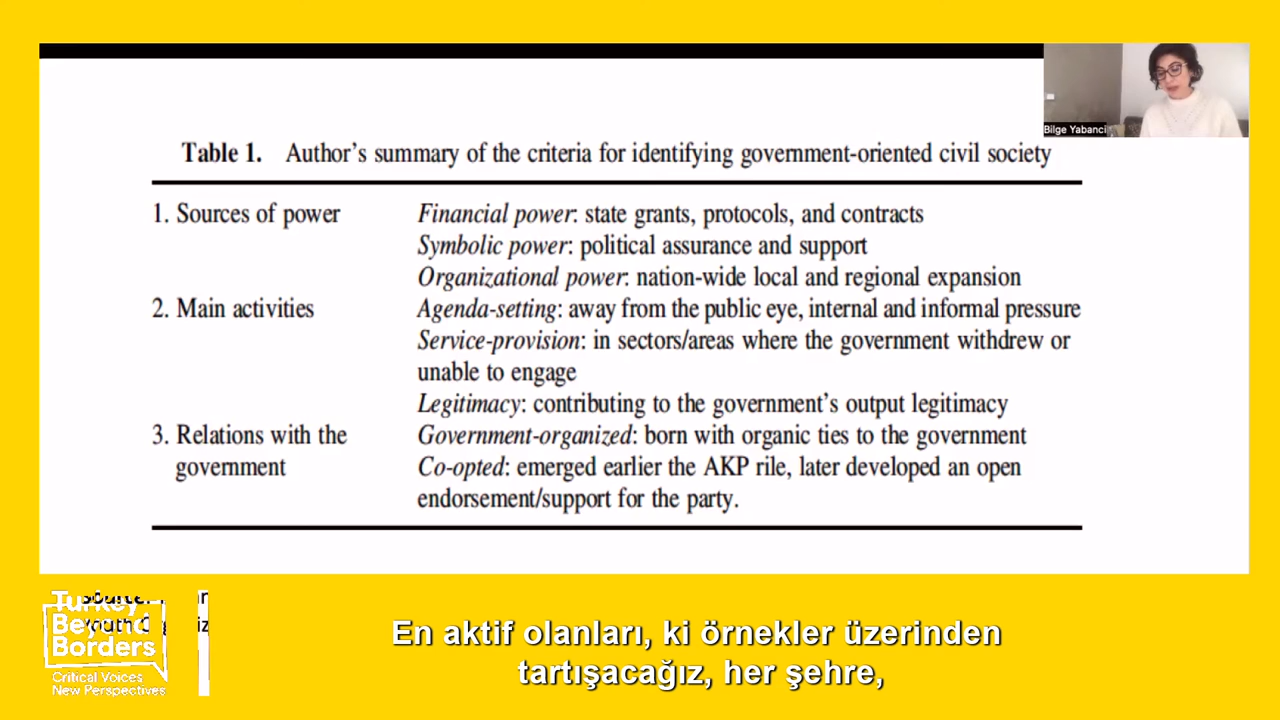 Bilge Yabanci
Table 1. Author's summary of the criteria for identifying government-oriented civil society
1. Sources of power Financial power: state grants, protocols, and contracts
Symbolic power: political assurance and support
Organizational power: nation-wide local and regional expansion
2. Main activities Agenda-setting: away from the public eye, internal and informal pressure
Service-provision: in sectors/areas where the government withdrew or
unable to engage
Legitimacy: contributing to the government's output legitimacy
3. Relations with the Government-organized: born with organic ties to the government
government Co-opted: emerged earlier the AKP rile, later developed an open
endorsement/support for the party.
Turkey
Beyond
Borders
Critical Voices
New Perspectives
En aktif olanları, ki örnekler üzerinden
tartışacağız, her şehre,